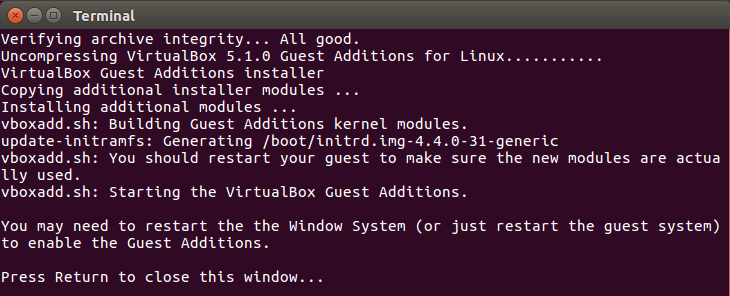 Terminal
Verifying archive integrity... All good.
Uncompressing VirtualBox 5.1.0 Guest Additions for Linux...........
VirtualBox Guest Additions installer
Copying additional installer modules ...
Installing additional modules ...
vboxadd.sh: Building Guest Additions kernel modules.
update-initramfs: Generating /boot/initrd.img-4.4.0-31-generic
vboxadd.sh: You should restart your guest to make sure the new modules are actua
lly used.
vboxadd.sh: Starting the VirtualBox Guest Additions.
You may need to restart the the Window System (or just restart the guest system)
to enable the Guest Additions.
Press Return to close this window...